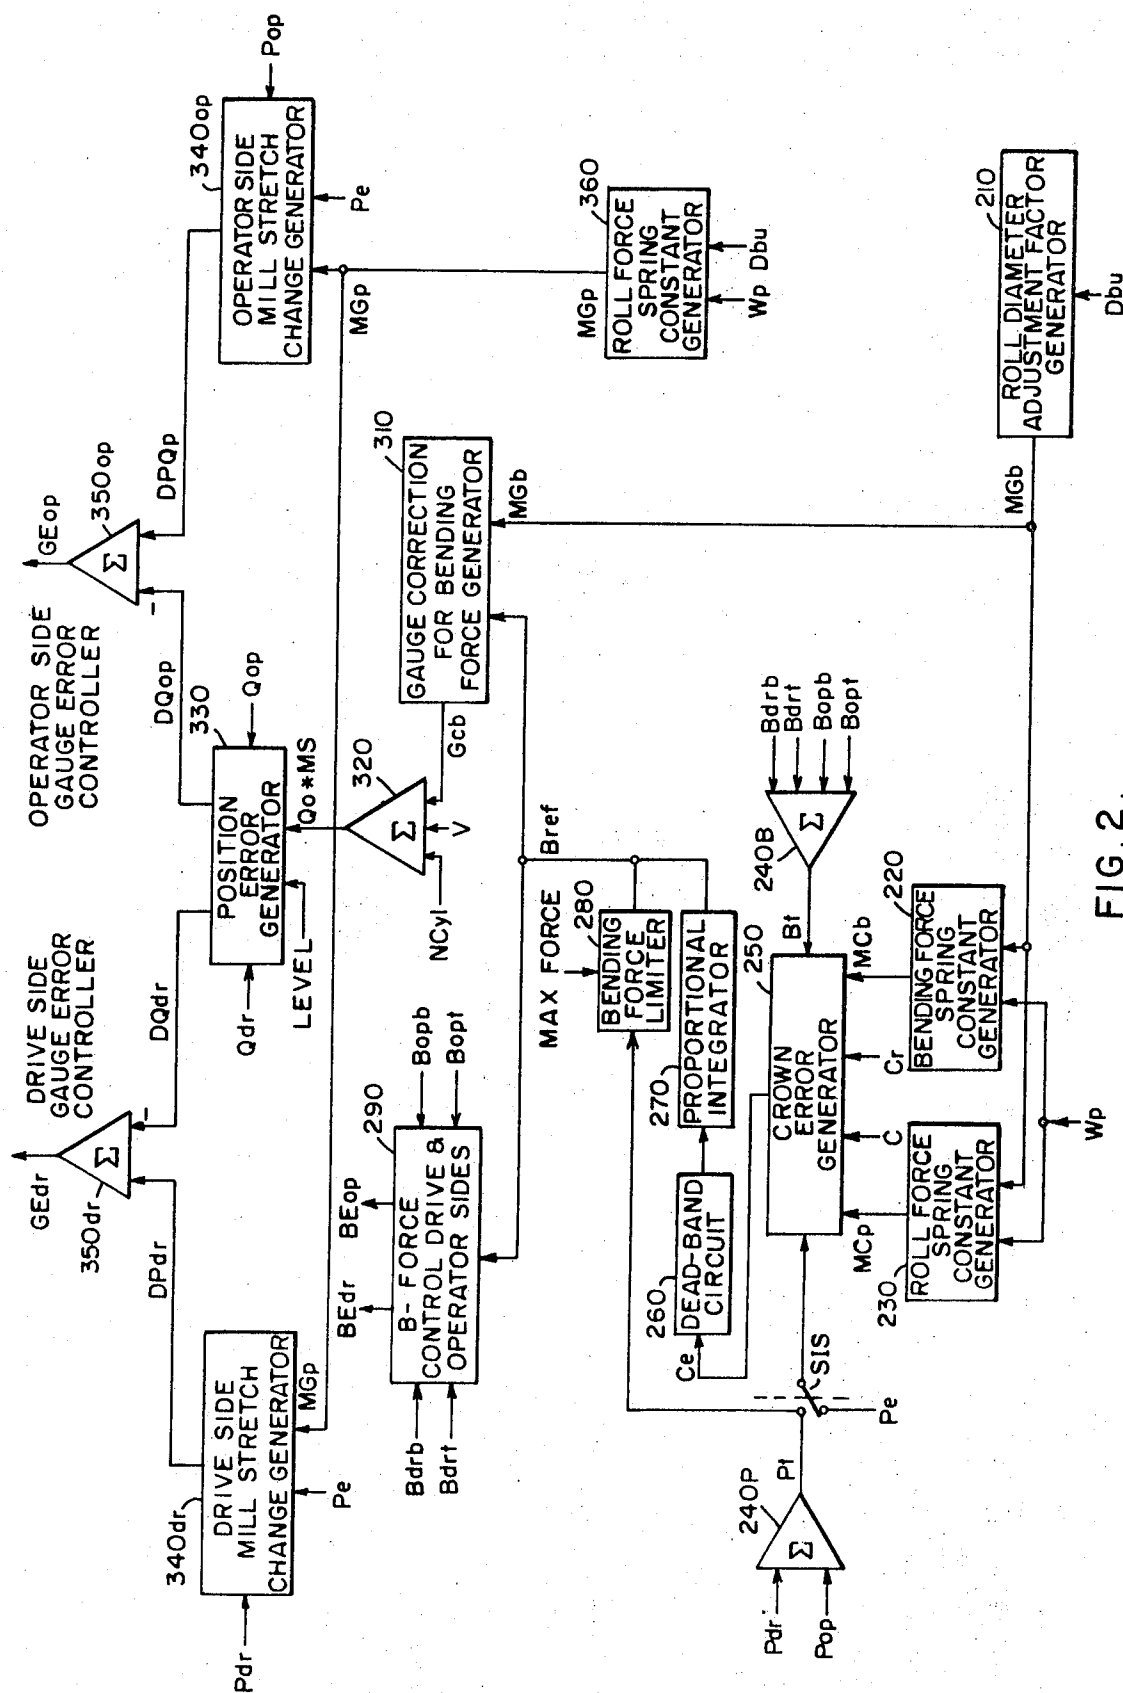 GEdr
DRIVE SIDE
GAUGE ERROR
CONTROLLER
350dr
Σ
-
DPdr
DQdr
OPERATOR SIDE
GAUGE ERROR
CONTROLLER
GEop
350op
Σ
-
DQop
DPQp
340dr
DRIVE SIDE
MILL STRETCH
CHANGE GENERATOR
Pdr
Pe
MGp
330
POSITION
ERROR
GENERATOR
Qdr
Qop
LEVEL
Qo*MS
340op
OPERATOR SIDE
MILL STRETCH
CHANGE GENERATOR
Pop
Pe
MGp
320
Σ
NCyl
V
Gcb
BEdr
BEop
290
B-FORCE
CONTROL DRIVE &
OPERATOR SIDES
Bdrb
Bdrt
Bopb
Bopt
310
GAUGE CORRECTION
FOR BENDING
FORCE GENERATOR
MGb
MGp
360
ROLL FORCE
SPRING
CONSTANT
GENERATOR
Wp
Dbu
Bref
MAX FORCE
280
BENDING
FORCE
LIMITER
270
PROPORTIONAL
INTEGRATOR
260
DEAD-BAND
CIRCUIT
Ce
240P
Σ
Pdr
Pop
Pt
SIS
Pe
250
CROWN
ERROR
GENERATOR
MCp
C
Cr
MCb
Bt
240B
Σ
Bdrb
Bdrt
Bopb
Bopt
230
ROLL FORCE
SPRING
CONSTANT
GENERATOR
220
BENDING FORCE
SPRING
CONSTANT
GENERATOR
Wp
MGb
210
ROLL DIAMETER
ADJUSTMENT FACTOR
GENERATOR
Dbu
FIG. 2.